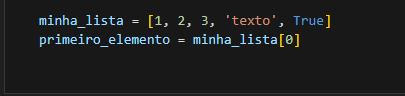 minha_lista = [1, 2, 3, 'texto', True]
primeiro_elemento = minha_lista[0]